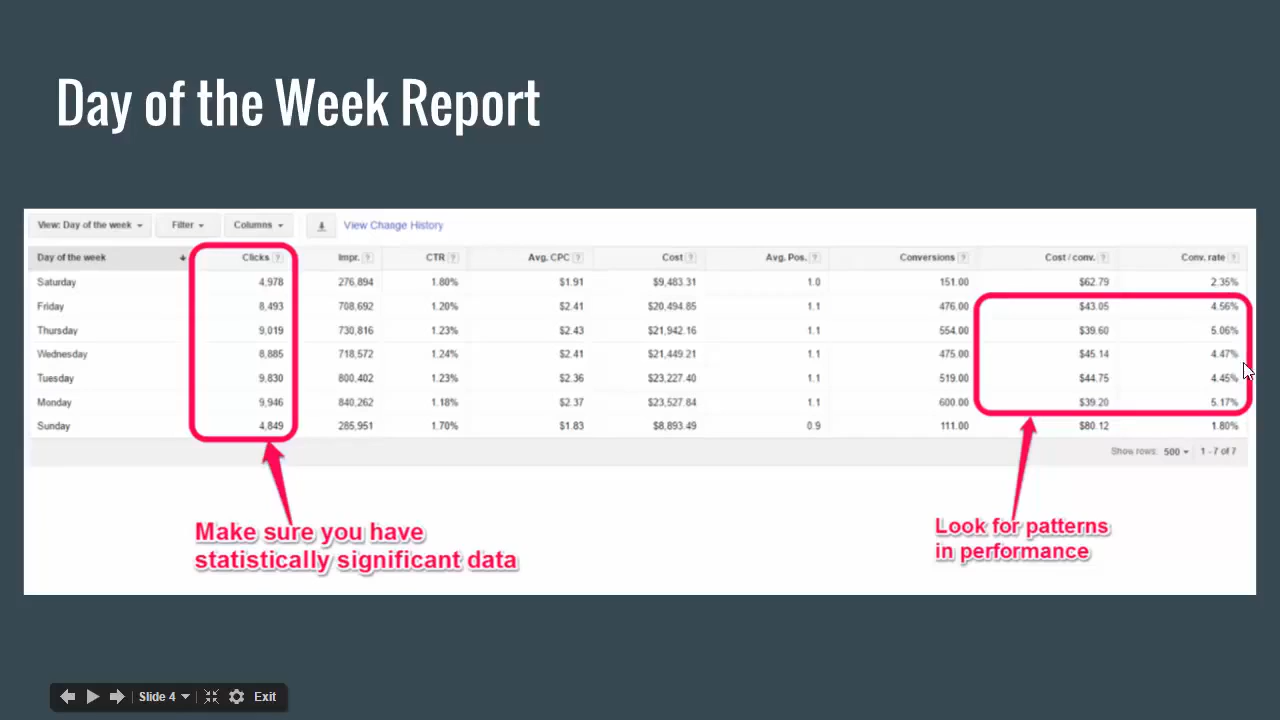 Day of the Week Report
View: Day of the week Filter Columns View Change History
Day of the week Clicks ? Impr. ? CTR ? Avg. CPC ? Cost ? Avg. Pos. ? Conversions ? Cost / conv. ? Conv. rate ?
Saturday 4,978 276,894 1.80% $1.91 $9,483.31 1.0 151.00 $62.79 2.35%
Friday 8,493 708,692 1.20% $2.41 $20,494.85 1.1 476.00 $43.05 4.56%
Thursday 9,019 730,816 1.23% $2.43 $21,942.16 1.1 554.00 $39.60 5.06%
Wednesday 8,885 718,572 1.24% $2.41 $21,449.21 1.1 475.00 $45.14 4.47%
Tuesday 9,830 800,402 1.23% $2.36 $23,227.40 1.1 519.00 $44.75 4.45%
Monday 9,946 840,262 1.18% $2.37 $23,527.84 1.1 600.00 $39.20 5.17%
Sunday 4,849 285,951 1.70% $1.83 $8,893.49 0.9 111.00 $80.12 1.80%
Show rows: 500 1 - 7 of 7
Make sure you have
statistically significant data
Look for patterns
in performance
Slide 4 Exit